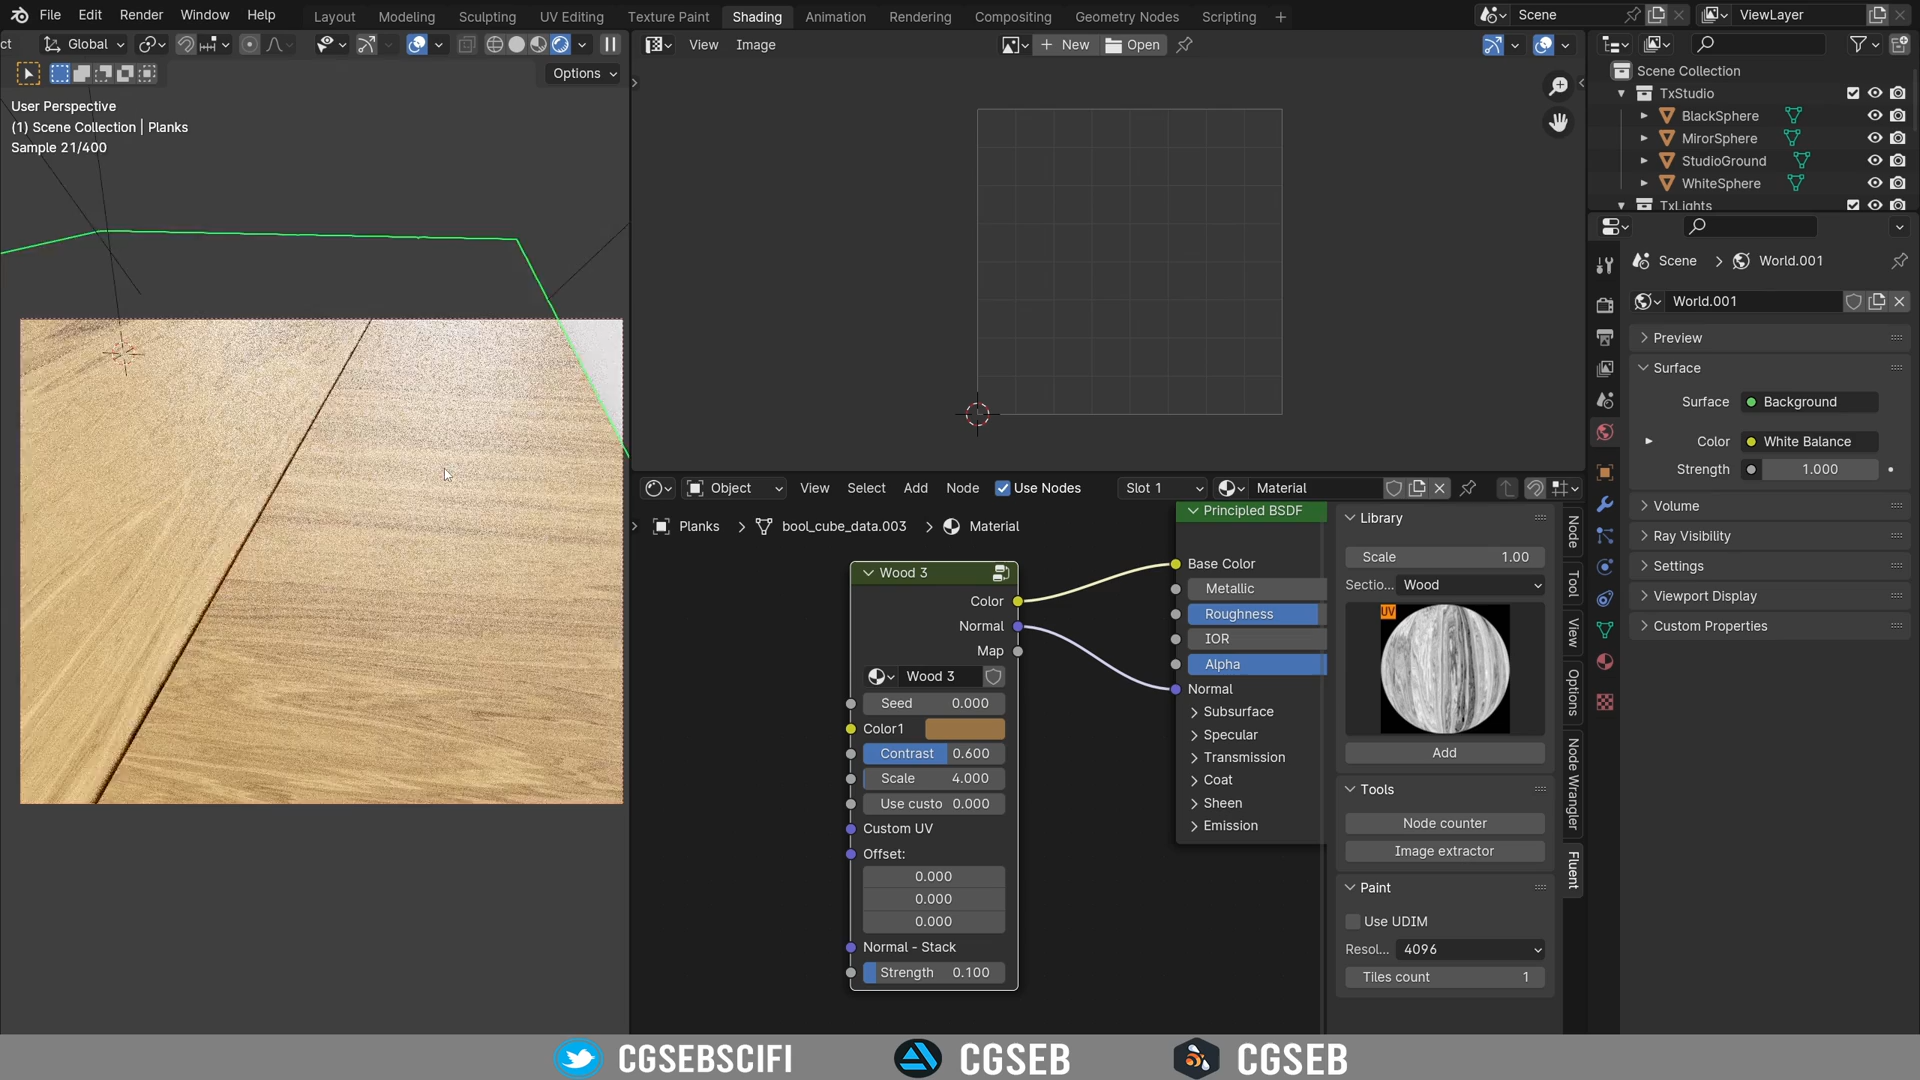 File Edit Render Window Help Layout Modeling Sculpting UV Editing Texture Paint Shading Animation Rendering Compositing Geometry Nodes Scripting Scene ViewLayer
ct Global View Image New Open
Options
User Perspective
(1) Scene Collection | Planks
Sample 21/400
Scene Collection
TxStudio
BlackSphere
MirorSphere
StudioGround
WhiteSphere
TxLights
Scene > World.001
World.001
Preview
Surface
Surface Background
Color White Balance
Strength 1.000
Volume
Ray Visibility
Settings
Viewport Display
Custom Properties
Object View Select Add Node Use Nodes Slot 1 Material
Planks > bool_cube_data.003 > Material
Wood 3
Color
Normal
Map
Wood 3
Seed 0.000
Color1
Contrast 0.600
Scale 4.000
Use custo 0.000
Custom UV
Offset:
0.000
0.000
0.000
Normal - Stack
Strength 0.100
Principled BSDF
Base Color
Metallic
Roughness
IOR
Alpha
Normal
Subsurface
Specular
Transmission
Coat
Sheen
Emission
Library
Scale 1.00
Sectio... Wood
UV
Add
Tools
Node counter
Image extractor
Paint
Use UDIM
Resol... 4096
Tiles count 1
Node
Tool
View
Options
Node Wrangler
Fluent
CGSEBSCIFI CGSEB CGSEB